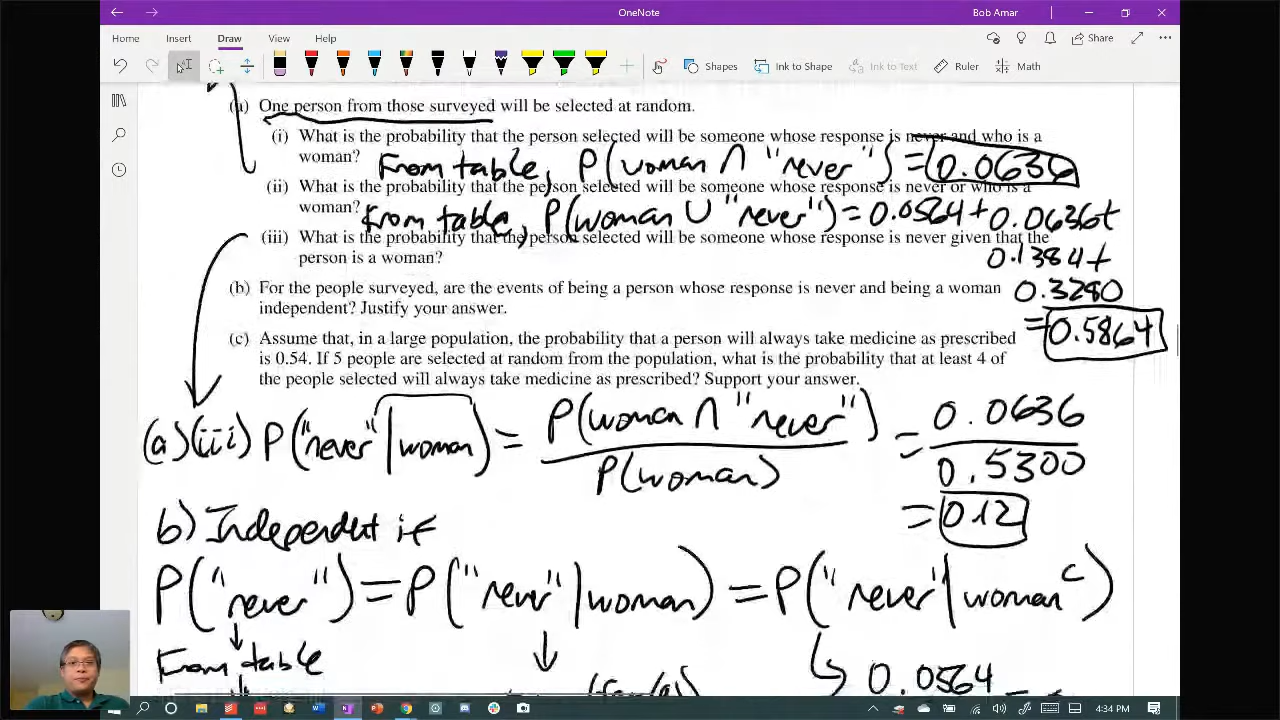 OneNote
Bob Amar
Home Insert Draw View Help
Share
Shapes Ink to Shape Ink to Text Ruler Math
(a) One person from those surveyed will be selected at random.
(i) What is the probability that the person selected will be someone whose response is never and who is a
woman? From table, P(woman ∩ "never") = 0.0636
(ii) What is the probability that the person selected will be someone whose response is never or who is a
woman? From table, P(woman ∪ "never") = 0.0564 + 0.0636 +
(iii) What is the probability that the person selected will be someone whose response is never given that the
person is a woman?
0.1384 +
0.3280
= 0.5864
(b) For the people surveyed, are the events of being a person whose response is never and being a woman
independent? Justify your answer.
(c) Assume that, in a large population, the probability that a person will always take medicine as prescribed
is 0.54. If 5 people are selected at random from the population, what is the probability that at least 4 of
the people selected will always take medicine as prescribed? Support your answer.
(a)(iii) P("never" | woman) = P(woman ∩ "never") / P(woman) = 0.0636 / 0.5300
= 0.12
b) Independent if
P("never") = P("never" | woman) = P("never" | woman^c)
From table
0.0564
4:34 PM